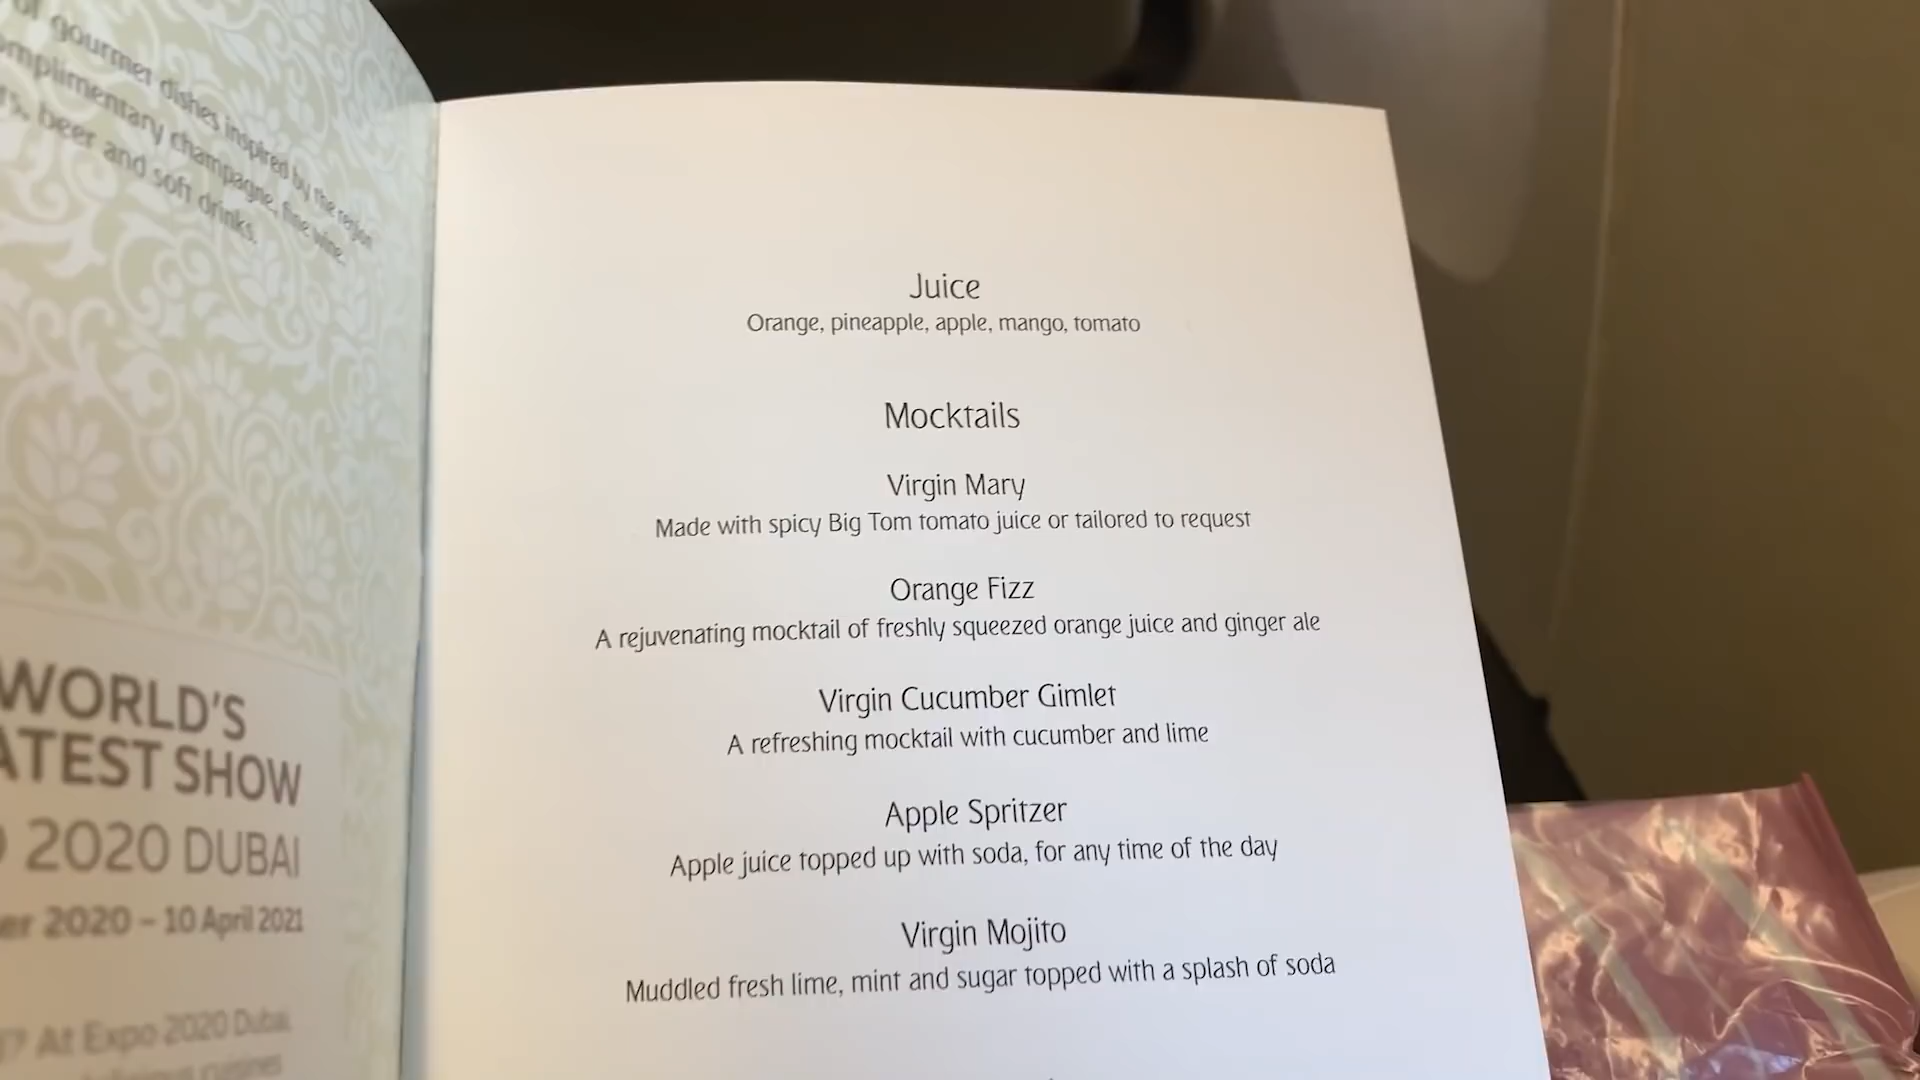 of gourmet dishes inspired by the region
complimentary champagne, fine wine,
beer and soft drinks.
WORLD'S
ATEST SHOW
2020 DUBAI
er 2020 – 10 April 2021
At Expo 2020 Dubai
cuisines
Juice
Orange, pineapple, apple, mango, tomato
Mocktails
Virgin Mary
Made with spicy Big Tom tomato juice or tailored to request
Orange Fizz
A rejuvenating mocktail of freshly squeezed orange juice and ginger ale
Virgin Cucumber Gimlet
A refreshing mocktail with cucumber and lime
Apple Spritzer
Apple juice topped up with soda, for any time of the day
Virgin Mojito
Muddled fresh lime, mint and sugar topped with a splash of soda